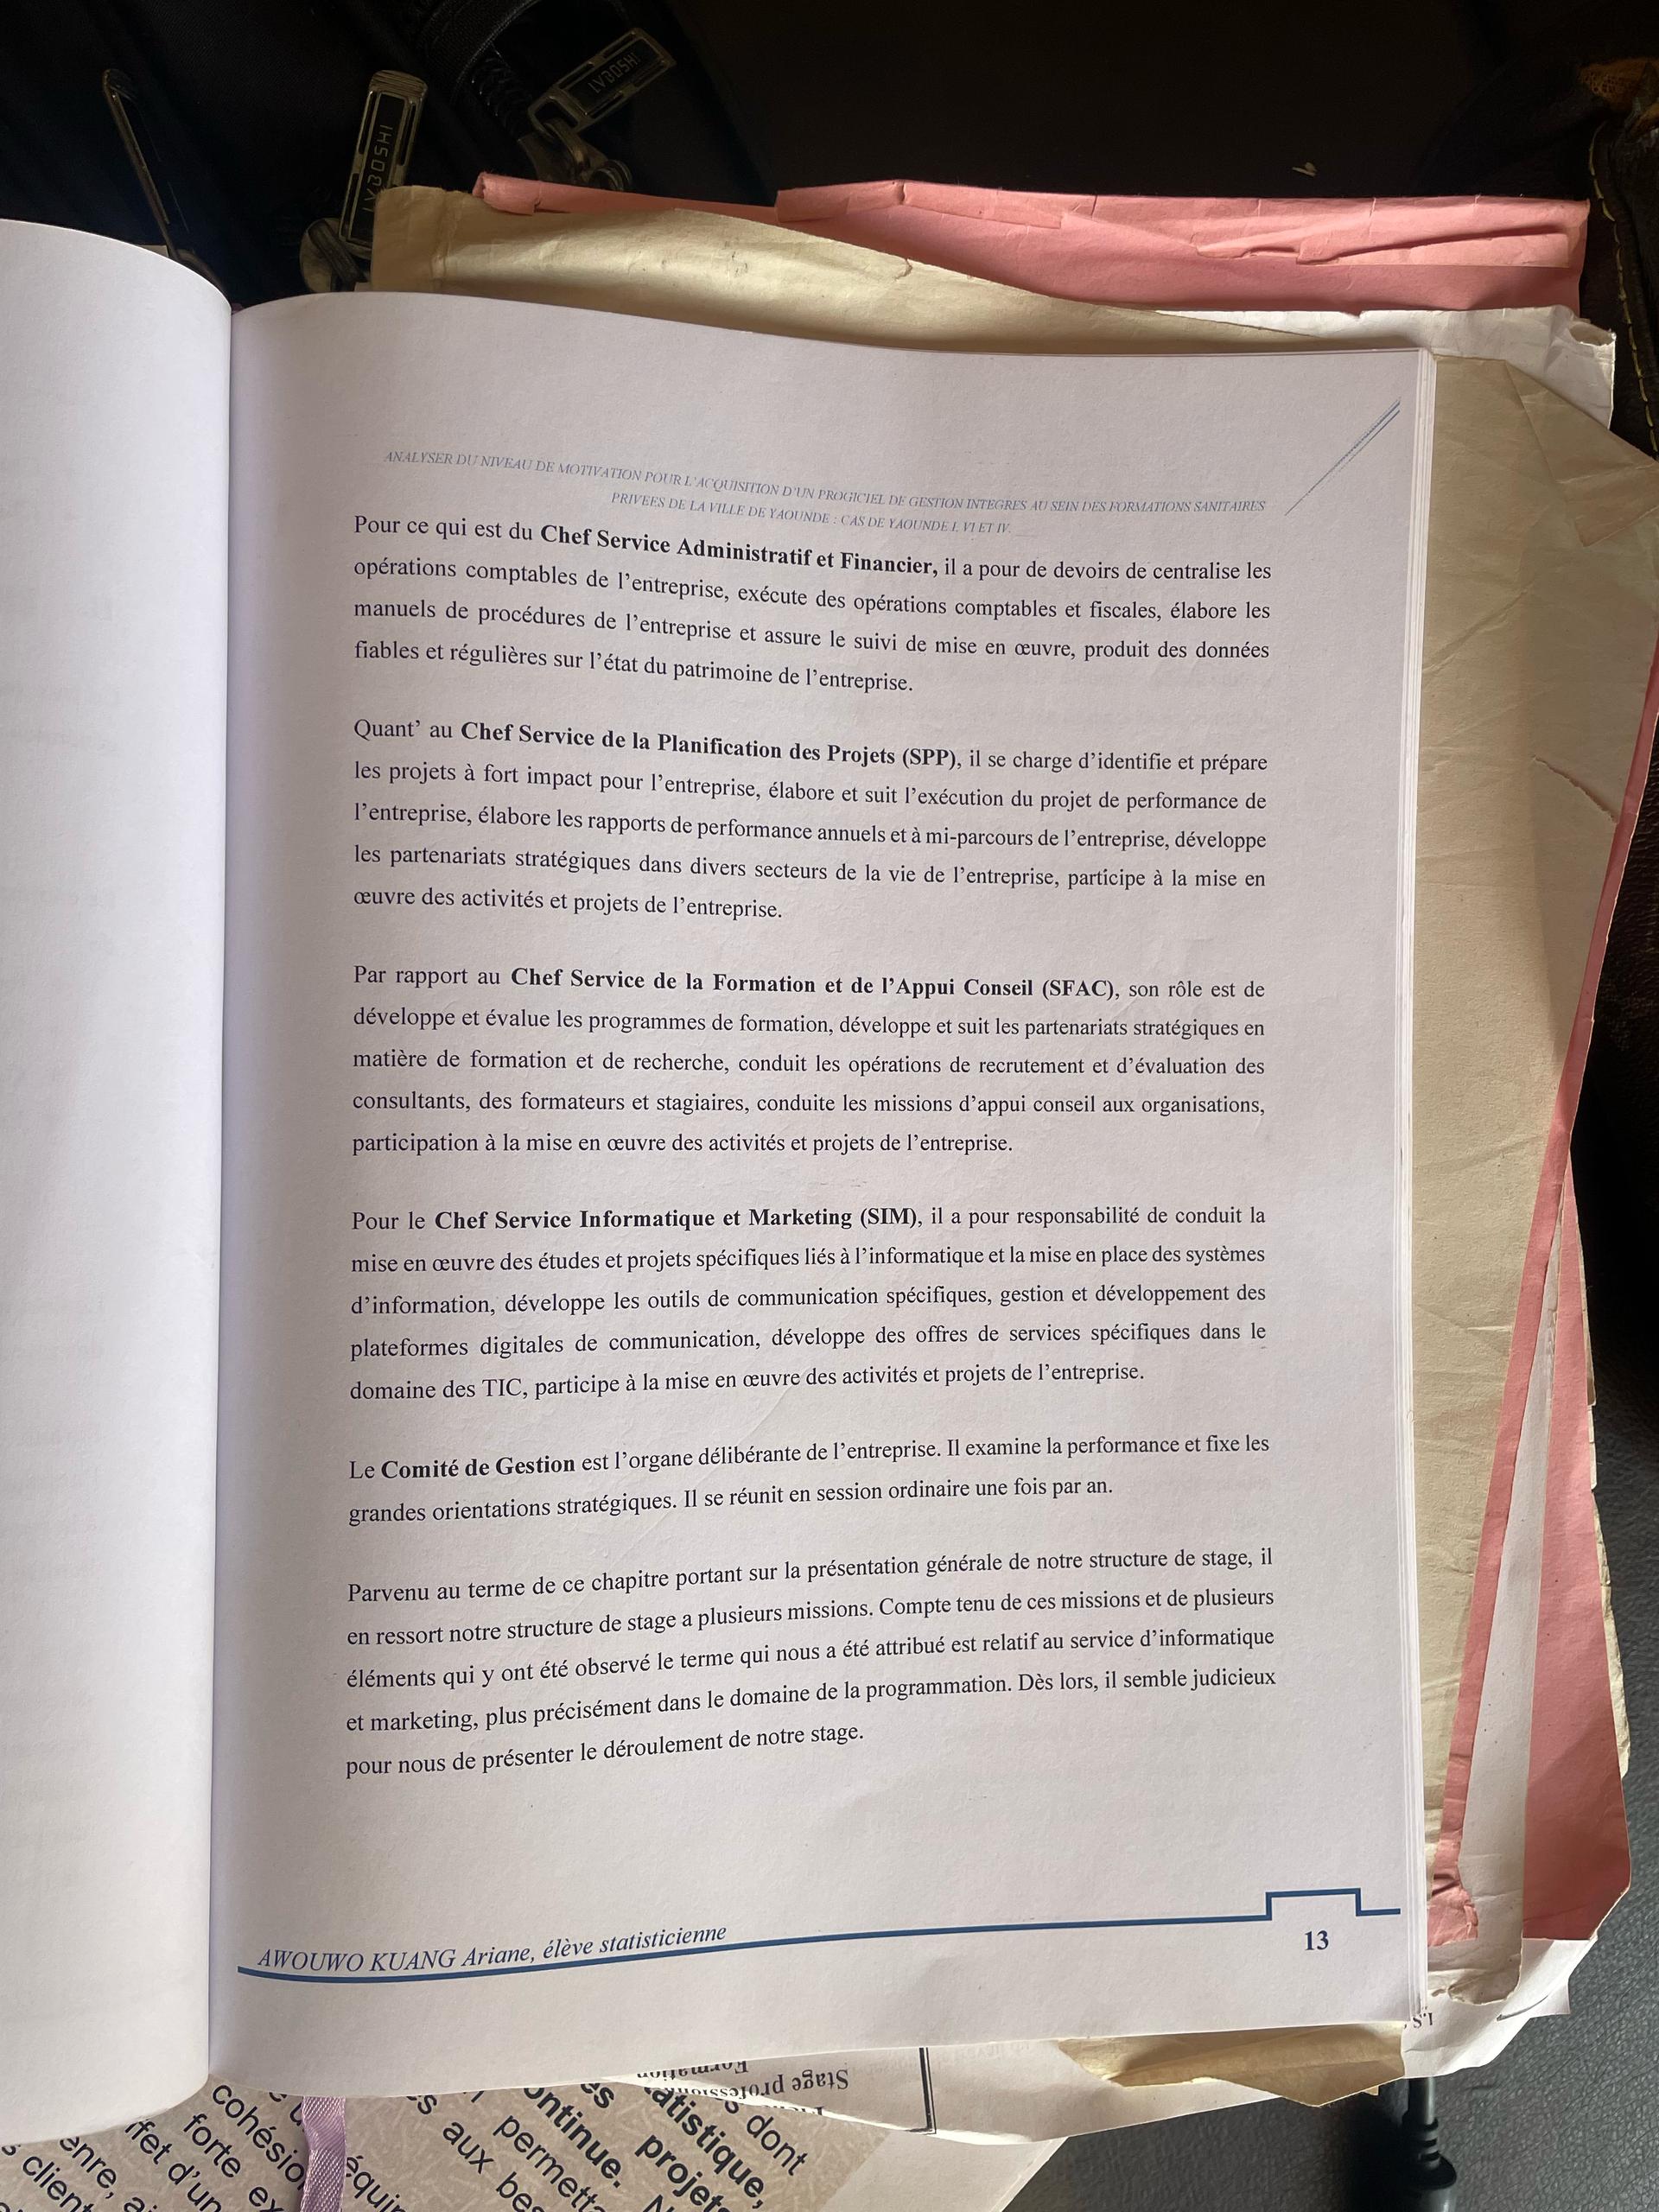 TABOSHI
TABOSHI
ANALYSER DU NIVEAU DE MOTIVATION POUR L'ACQUISITION D'UN PROGICIEL DE GESTION INTEGRES AU SEIN DES FORMATIONS SANITAIRES
PRIVEES DE LA VILLE DE YAOUNDE : CAS DE YAOUNDE I, VI ET IV.
Pour ce qui est du Chef Service Administratif et Financier, il a pour de devoirs de centralise les
opérations comptables de l'entreprise, exécute des opérations comptables et fiscales, élabore les
manuels de procédures de l'entreprise et assure le suivi de mise en œuvre, produit des données
fiables et régulières sur l'état du patrimoine de l'entreprise.
Quant' au Chef Service de la Planification des Projets (SPP), il se charge d'identifie et prépare
les projets à fort impact pour l'entreprise, élabore et suit l'exécution du projet de performance de
l'entreprise, élabore les rapports de performance annuels et à mi-parcours de l'entreprise, développe
les partenariats stratégiques dans divers secteurs de la vie de l'entreprise, participe à la mise en
œuvre des activités et projets de l'entreprise.
Par rapport au Chef Service de la Formation et de l'Appui Conseil (SFAC), son rôle est de
développe et évalue les programmes de formation, développe et suit les partenariats stratégiques en
matière de formation et de recherche, conduit les opérations de recrutement et d'évaluation des
consultants, des formateurs et stagiaires, conduite les missions d'appui conseil aux organisations,
participation à la mise en œuvre des activités et projets de l'entreprise.
Pour le Chef Service Informatique et Marketing (SIM), il a pour responsabilité de conduit la
mise en œuvre des études et projets spécifiques liés à l'informatique et la mise en place des systèmes
d'information, développe les outils de communication spécifiques, gestion et développement des
plateformes digitales de communication, développe des offres de services spécifiques dans le
domaine des TIC, participe à la mise en œuvre des activités et projets de l'entreprise.
Le Comité de Gestion est l'organe délibérante de l'entreprise. Il examine la performance et fixe les
grandes orientations stratégiques. Il se réunit en session ordinaire une fois par an.
Parvenu au terme de ce chapitre portant sur la présentation générale de notre structure de stage, il
en ressort notre structure de stage a plusieurs missions. Compte tenu de ces missions et de plusieurs
éléments qui y ont été observé le terme qui nous a été attribué est relatif au service d'informatique
et marketing, plus précisément dans le domaine de la programmation. Dès lors, il semble judicieux
pour nous de présenter le déroulement de notre stage.
AWOUWO KUANG Ariane, élève statisticienne
13
Formation
Stage
dont
atistique,
projets
ontinue.
permetta
aux bes
équip
cohésio
forte ex
ffet d'un
enre, ai
client